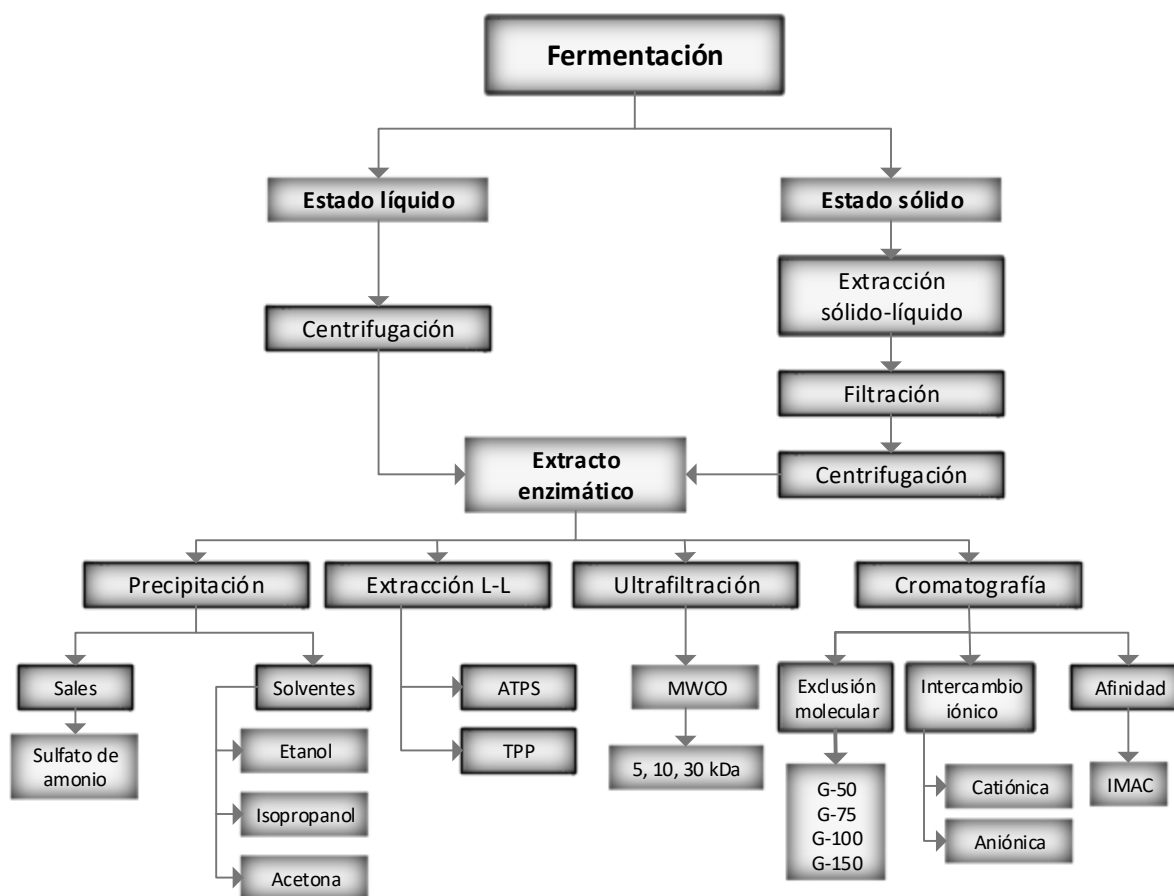 Fermentación
Estado líquido
Estado sólido
Extracción
sólido-líquido
Centrifugación
Filtración
Extracto
enzimático
Centrifugación
Precipitación
Extracción L-L
Ultrafiltración
Cromatografía
Sales
Solventes
ATPS
MWCO
Exclusión
molecular
Intercambio
iónico
Afinidad
Sulfato de
amonio
Etanol
TPP
5, 10, 30 kDa
G-50
G-75
G-100
G-150
Catiónica
IMAC
Isopropanol
Aniónica
Acetona